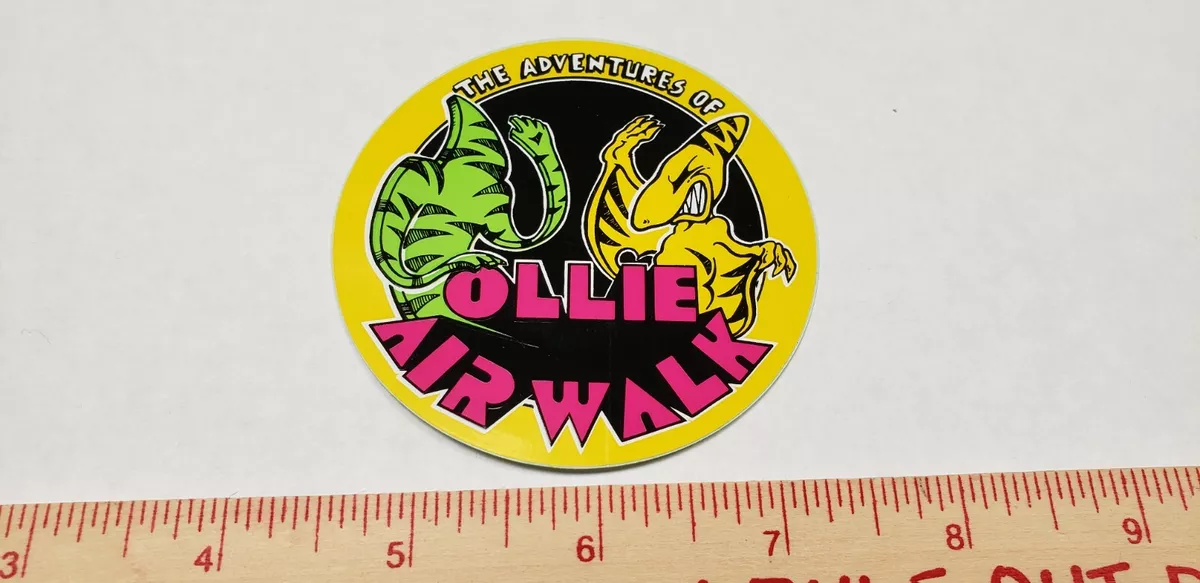 THE ADVENTURES OF
OLLIE
AIRWALK
3 4 5 6 7 8 9